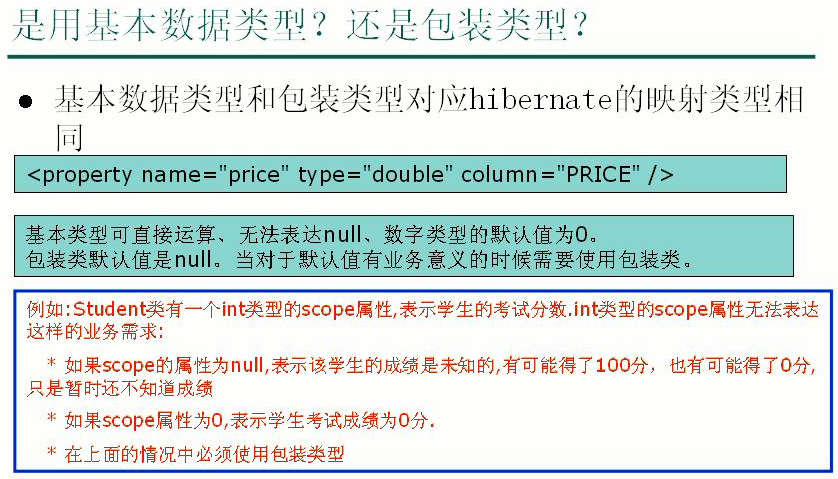 是用基本数据类型？还是包装类型？
● 基本数据类型和包装类型对应hibernate的映射类型相
同
<property name="price" type="double" column="PRICE" />
基本类型可直接运算、无法表达null、数字类型的默认值为0。
包装类默认值是null。当对于默认值有业务意义的时候需要使用包装类。
例如:Student类有一个int类型的scope属性,表示学生的考试分数.int类型的scope属性无法表达
这样的业务需求:
* 如果scope的属性为null,表示该学生的成绩是未知的,有可能得了100分，也有可能得了0分,
只是暂时还不知道成绩
* 如果scope属性为0,表示学生考试成绩为0分.
* 在上面的情况中必须使用包装类型